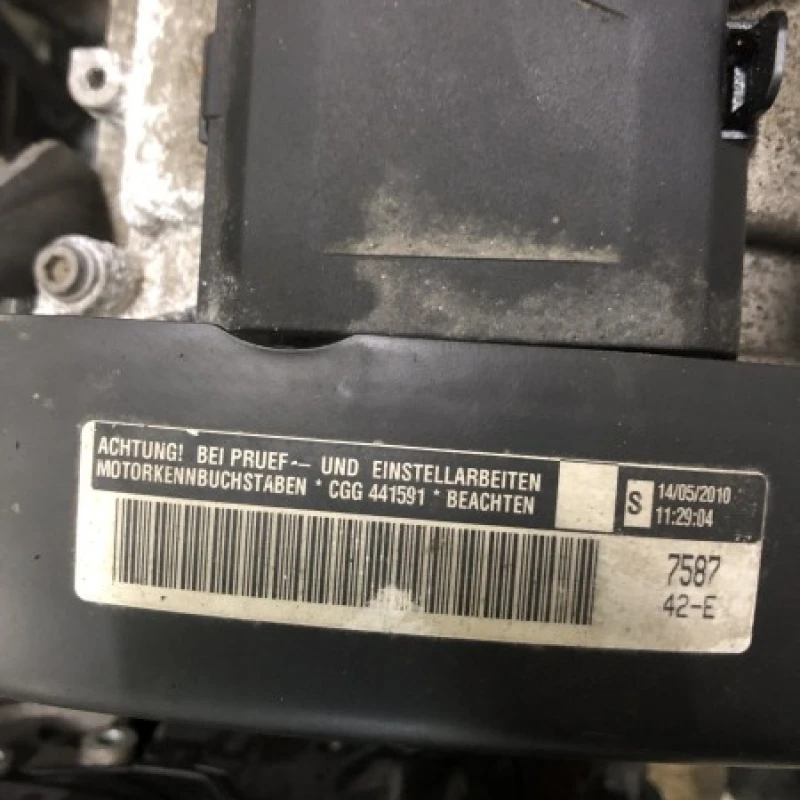 ACHTUNG! BEI PRUEF-- UND EINSTELLARBEITEN
MOTORKENNBUCHSTABEN * CGG 441591 * BEACHTEN
S
14/05/2010
11:29:04
7587
42-E